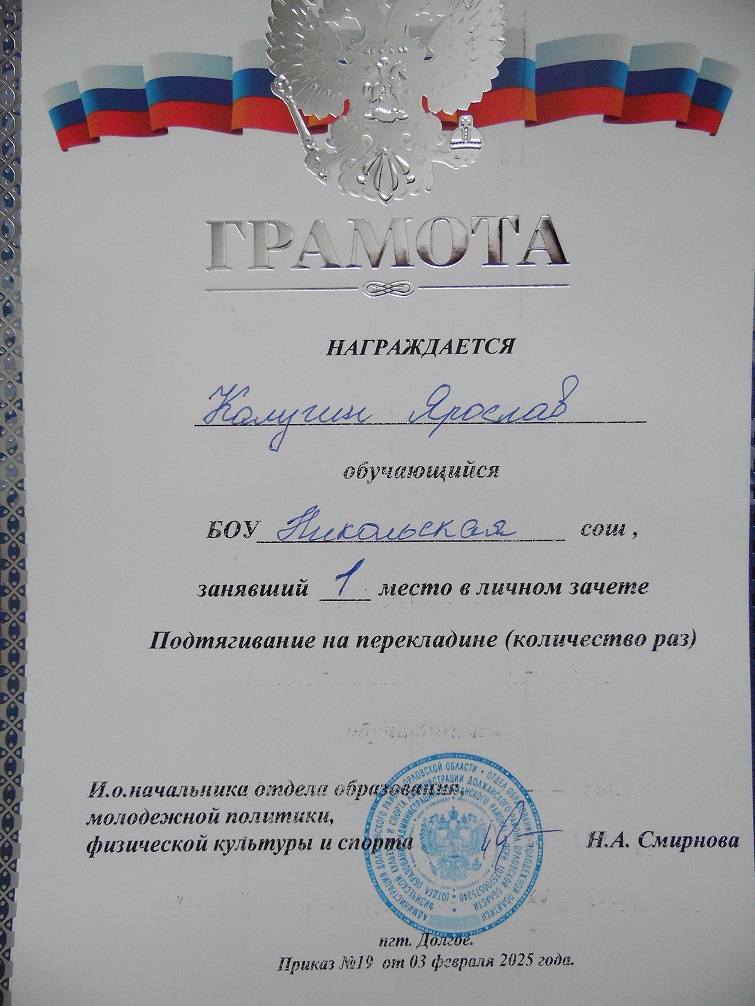 ГРАМОТА
НАГРАЖДАЕТСЯ
Калугин Ярослав
обучающийся
БОУ Никольская сош ,
занявший 1 место в личном зачете
Подтягивание на перекладине (количество раз)
И.о.начальника отдела образования,
молодежной политики,
физической культуры и спорта Н.А. Смирнова
пгт. Долгое.
Приказ №19 от 03 февраля 2025 года.